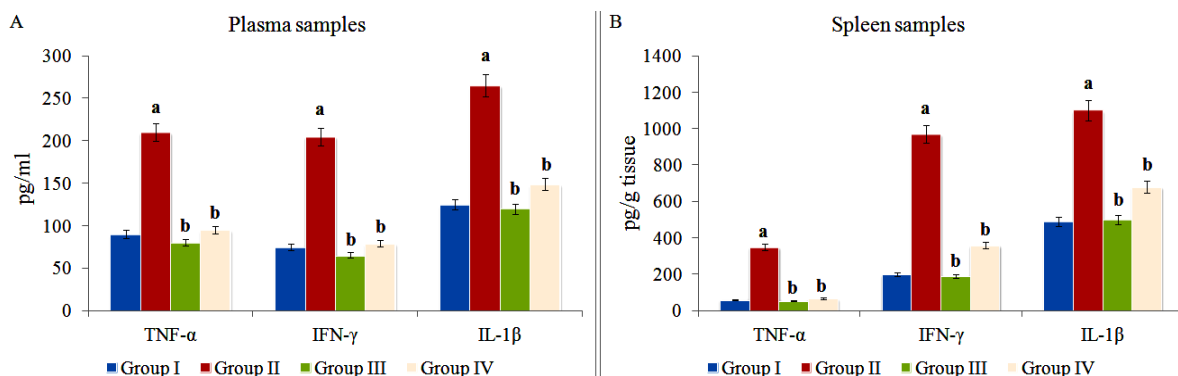 A
Plasma samples
300
250
200
150
100
50
0
pg/ml
a
b
b
a
b
b
a
b
b
TNF-α
IFN-γ
IL-1β
Group I
Group II
Group III
Group IV
B
Spleen samples
1400
1200
1000
800
600
400
200
0
pg/g tissue
a
b
b
a
b
b
a
b
b
TNF-α
IFN-γ
IL-1β
Group I
Group II
Group III
Group IV